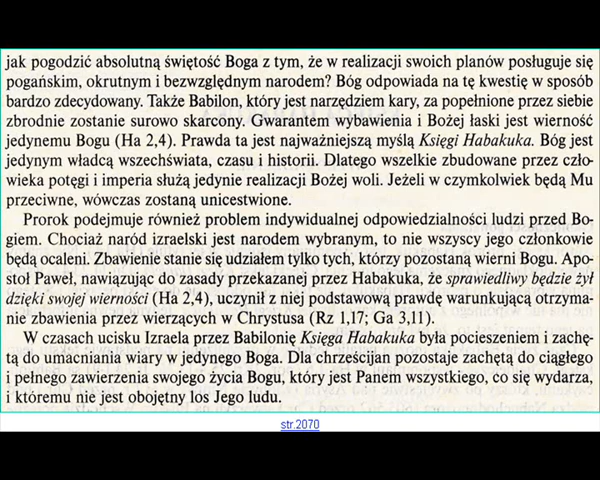 jak pogodzić absolutną świętość Boga z tym, że w realizacji swoich planów posługuje się
pogańskim, okrutnym i bezwzględnym narodem? Bóg odpowiada na tę kwestię w sposób
bardzo zdecydowany. Także Babilon, który jest narzędziem kary, za popełnione przez siebie
zbrodnie zostanie surowo skarcony. Gwarantem wybawienia i Bożej łaski jest wierność
jedynemu Bogu (Ha 2,4). Prawda ta jest najważniejszą myślą Księgi Habakuka. Bóg jest
jedynym władcą wszechświata, czasu i historii. Dlatego wszelkie zbudowane przez czło-
wieka potęgi i imperia służą jedynie realizacji Bożej woli. Jeżeli w czymkolwiek będą Mu
przeciwne, wówczas zostaną unicestwione.
Prorok podejmuje również problem indywidualnej odpowiedzialności ludzi przed Bo-
giem. Chociaż naród izraelski jest narodem wybranym, to nie wszyscy jego członkowie
będą ocaleni. Zbawienie stanie się udziałem tylko tych, którzy pozostaną wierni Bogu. Apo-
stoł Paweł, nawiązując do zasady przekazanej przez Habakuka, że sprawiedliwy będzie żył
dzięki swojej wierności (Ha 2,4), uczynił z niej podstawową prawdę warunkującą otrzyma-
nie zbawienia przez wierzących w Chrystusa (Rz 1,17; Ga 3,11).
W czasach ucisku Izraela przez Babilonię Księga Habakuka była pocieszeniem i zachę-
tą do umacniania wiary w jedynego Boga. Dla chrześcijan pozostaje zachętą do ciągłego
i pełnego zawierzenia swojego życia Bogu, który jest Panem wszystkiego, co się wydarza,
i któremu nie jest obojętny los Jego ludu.
str.2070